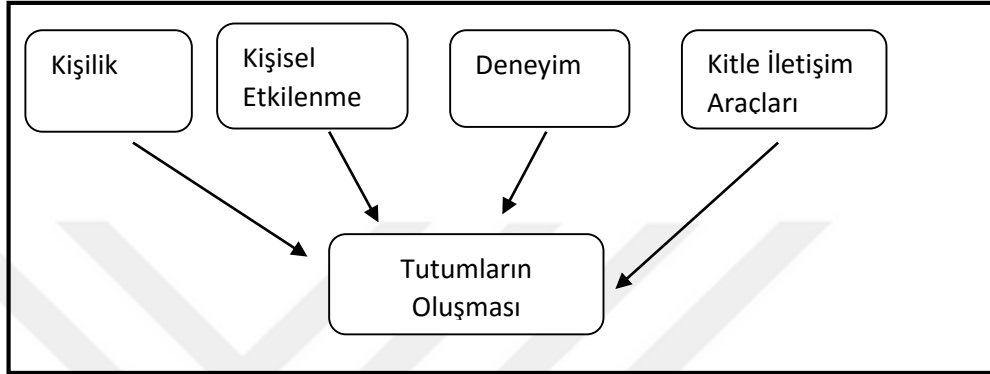 Kişilik
Kişisel
Etkilenme
Deneyim
Kitle İletişim
Araçları
Tutumların
Oluşması